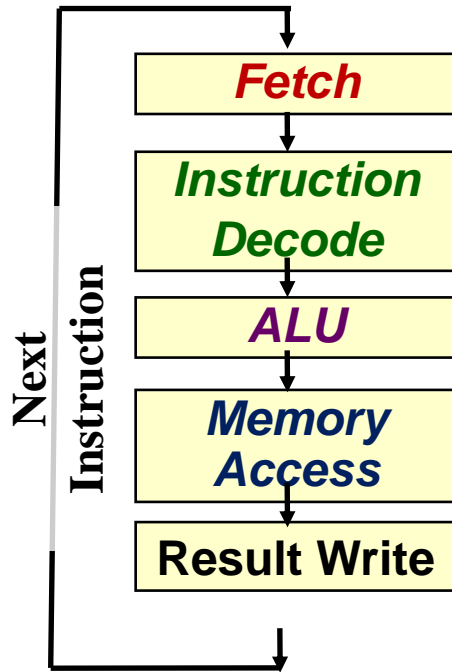 Fetch
Instruction
Decode
ALU
Memory
Access
Result Write
Next
Instruction